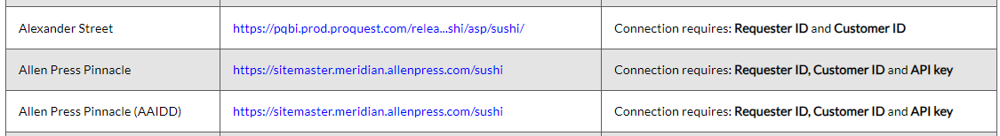 Alexander Street https://pqbi.prod.proquest.com/relea...shi/asp/sushi/ Connection requires: Requester ID and Customer ID
Allen Press Pinnacle https://sitemaster.meridian.allenpress.com/sushi Connection requires: Requester ID, Customer ID and API key
Allen Press Pinnacle (AAIDD) https://sitemaster.meridian.allenpress.com/sushi Connection requires: Requester ID, Customer ID and API key